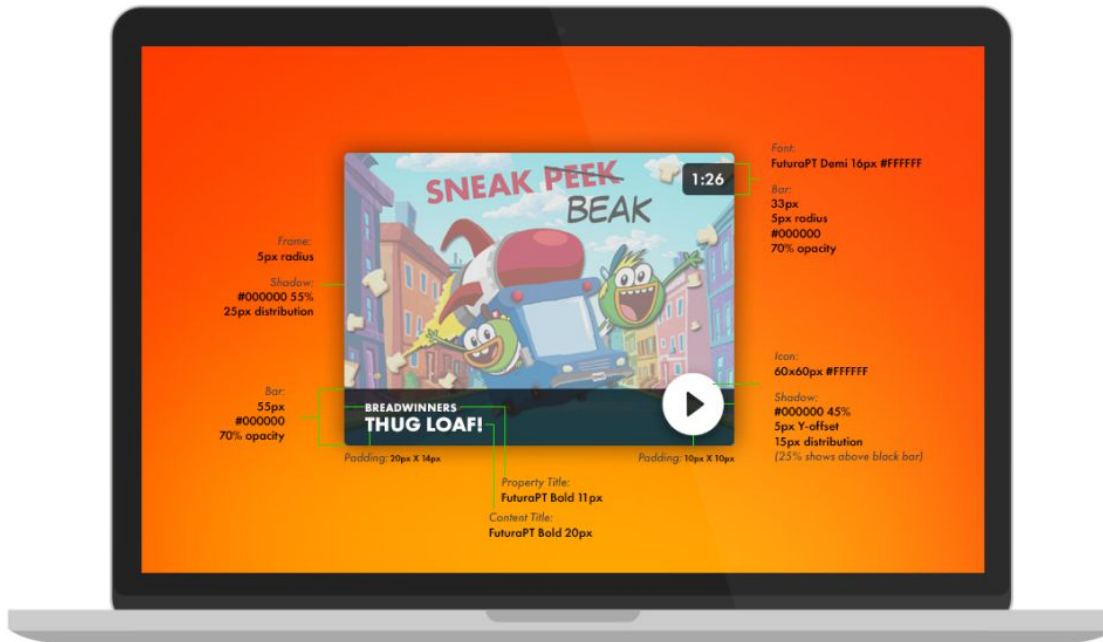 SNEAK PEEK
BEAK
1:26
BREADWINNERS
THUG LOAF!
Frame:
5px radius
Shadow:
#000000 55%
25px distribution
Bar:
55px
#000000
70% opacity
Padding: 20px X 14px
Padding: 10px X 10px
Property Title:
FuturaPT Bold 11px
Content Title:
FuturaPT Bold 20px
Font:
FuturaPT Demi 16px #FFFFFF
Bar:
33px
5px radius
#000000
70% opacity
Icon:
60x60px #FFFFFF
Shadow:
#000000 45%
5px Y-offset
15px distribution
(25% shows above black bar)